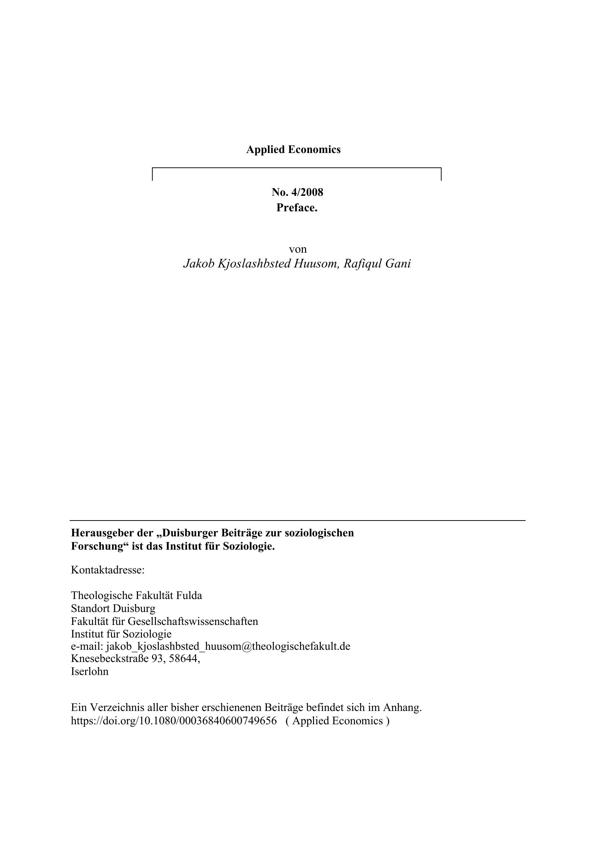 Applied Economics
No. 4/2008
Preface.
von
Jakob Kjoslashbsted Huusom, Rafiqul Gani
Herausgeber der „Duisburger Beiträge zur soziologischen
Forschung“ ist das Institut für Soziologie.
Kontaktadresse:
Theologische Fakultät Fulda
Standort Duisburg
Fakultät für Gesellschaftswissenschaften
Institut für Soziologie
e-mail: jakob_kjoslashbsted_huusom@theologischefakult.de
Knesebeckstraße 93, 58644,
Iserlohn
Ein Verzeichnis aller bisher erschienenen Beiträge befindet sich im Anhang.
https://doi.org/10.1080/00036840600749656 ( Applied Economics )